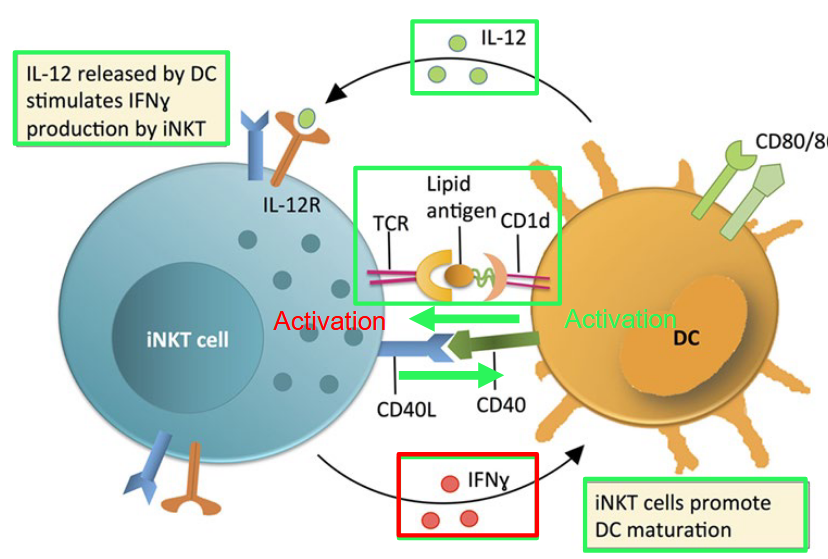 IL-12
IL-12 released by DC
stimulates IFNɣ
production by iNKT
CD80/8
IL-12R
Lipid
antigen
TCR
CD1d
Activation
Activation
iNKT cell
DC
CD40L
CD40
IFNɣ
iNKT cells promote
DC maturation